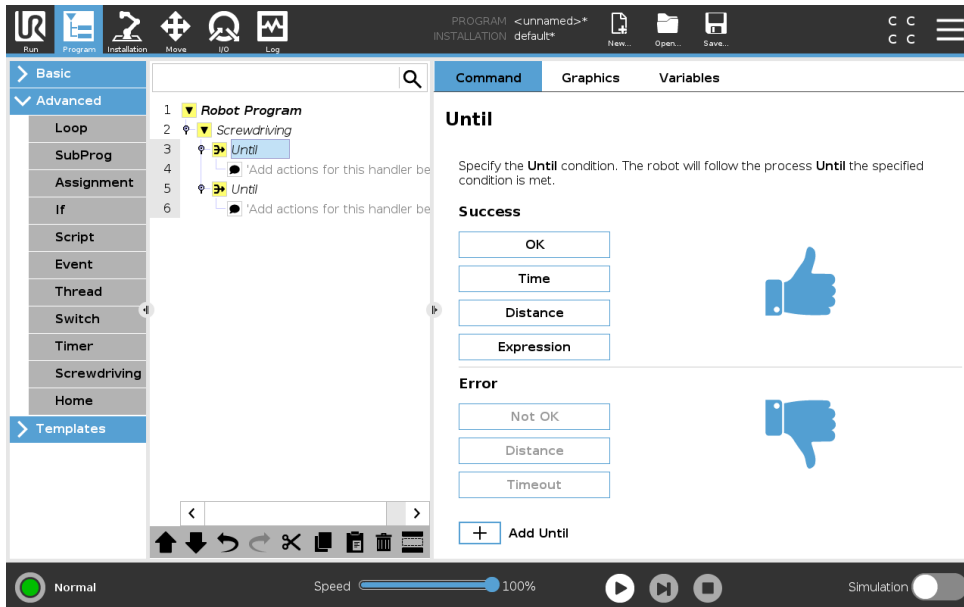 UR
PROGRAM <unnamed>*
INSTALLATION default*
C C
C C
Run
Program
Installation
Move
I/O
Log
New...
Open...
Save...
Basic
Advanced
Loop
SubProg
Assignment
If
Script
Event
Thread
Switch
Timer
Screwdriving
Home
Templates
1 Robot Program
2 Screwdriving
3 Until
4 'Add actions for this handler be
5 Until
6 'Add actions for this handler be
Command
Graphics
Variables
Until
Specify the Until condition. The robot will follow the process Until the specified
condition is met.
Success
OK
Time
Distance
Expression
Error
Not OK
Distance
Timeout
Add Until
Normal
Speed
100%
Simulation